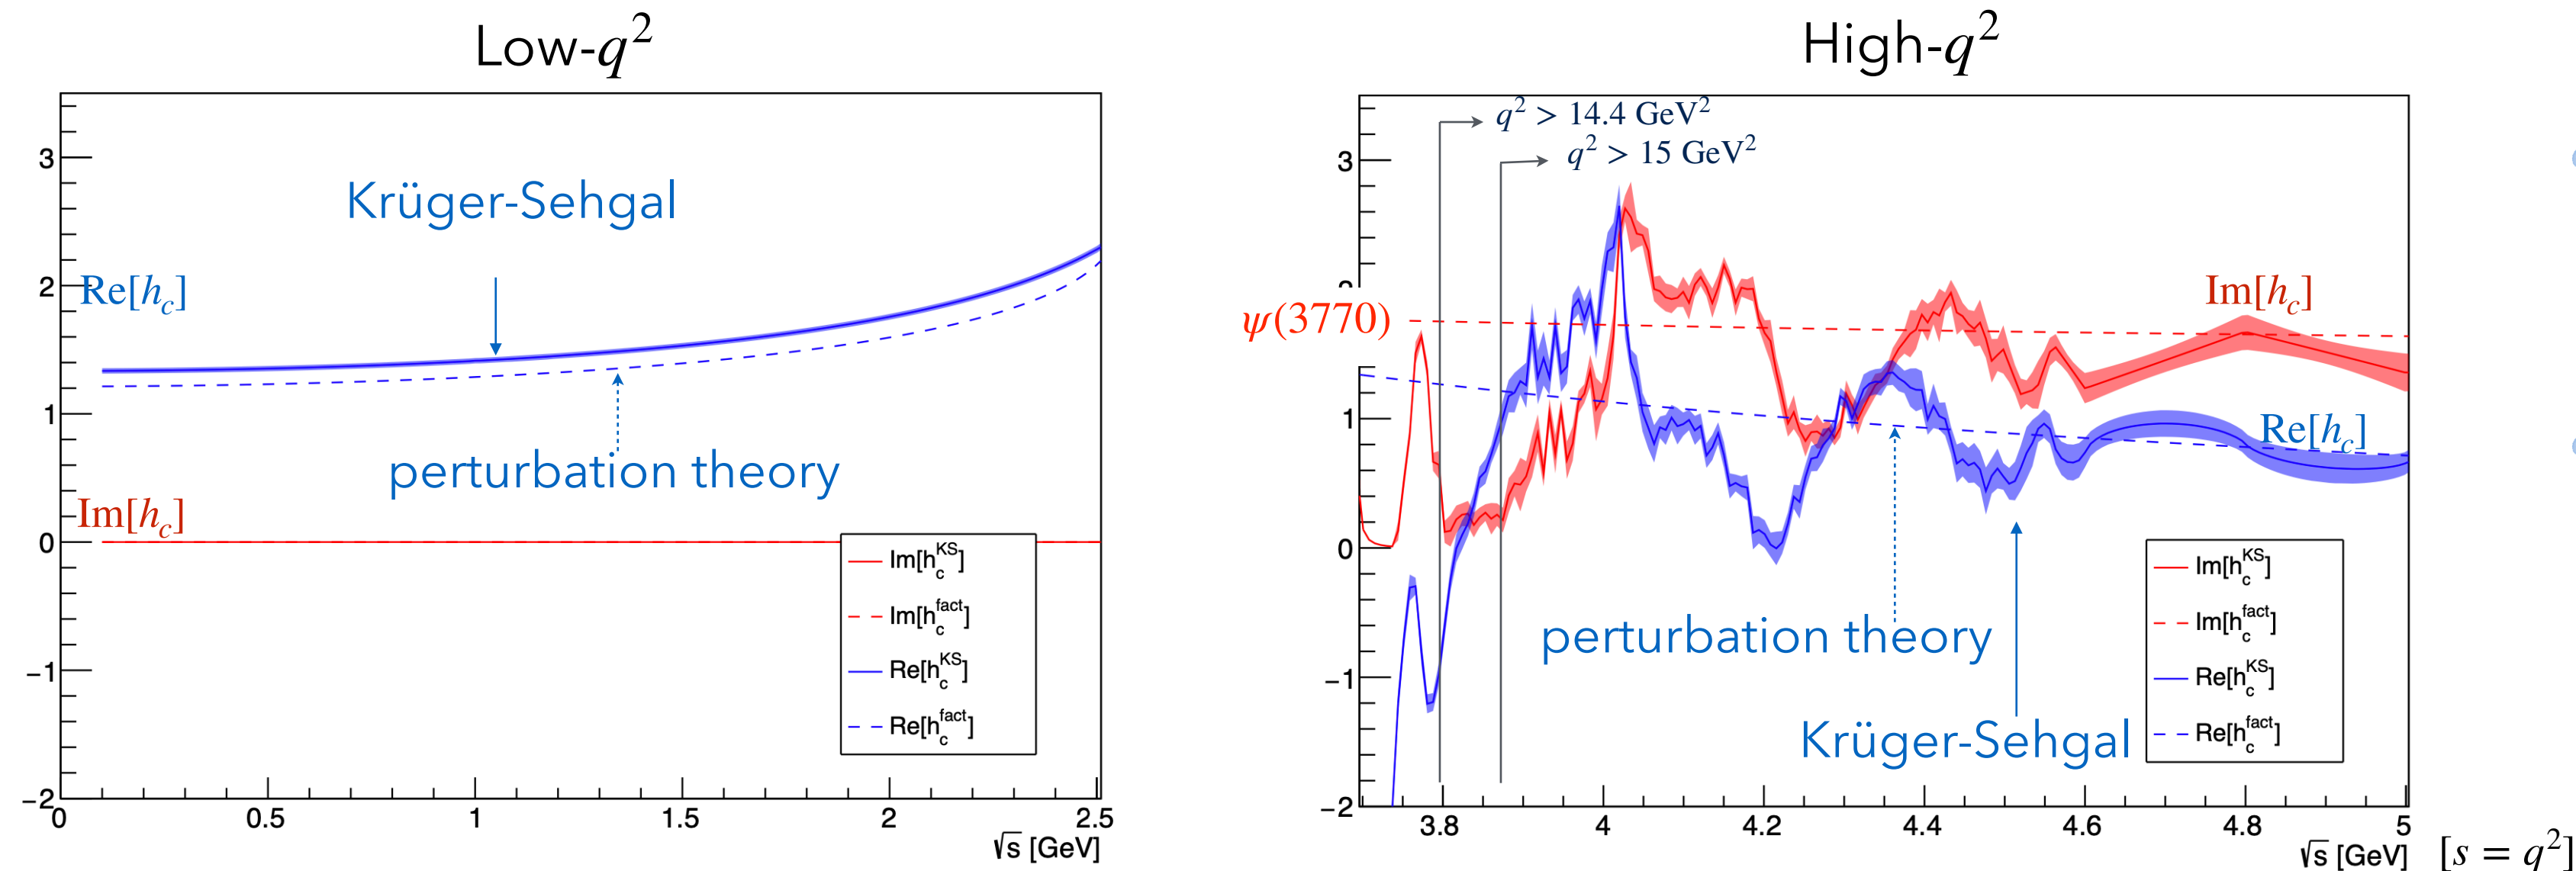 Low-q²
3
2
1
0
−1
−2
Krüger-Sehgal
Re[h_c]
perturbation theory
Im[h_c]
Im[h_c^KS]
Im[h_c^fact]
Re[h_c^KS]
Re[h_c^fact]
0 0.5 1 1.5 2 2.5
√s [GeV]
High-q²
q² > 14.4 GeV²
q² > 15 GeV²
3
1
0
−1
−2
ψ(3770)
Im[h_c]
Re[h_c]
perturbation theory
Krüger-Sehgal
Im[h_c^KS]
Im[h_c^fact]
Re[h_c^KS]
Re[h_c^fact]
3.8 4 4.2 4.4 4.6 4.8 5
√s [GeV]
[s = q²]